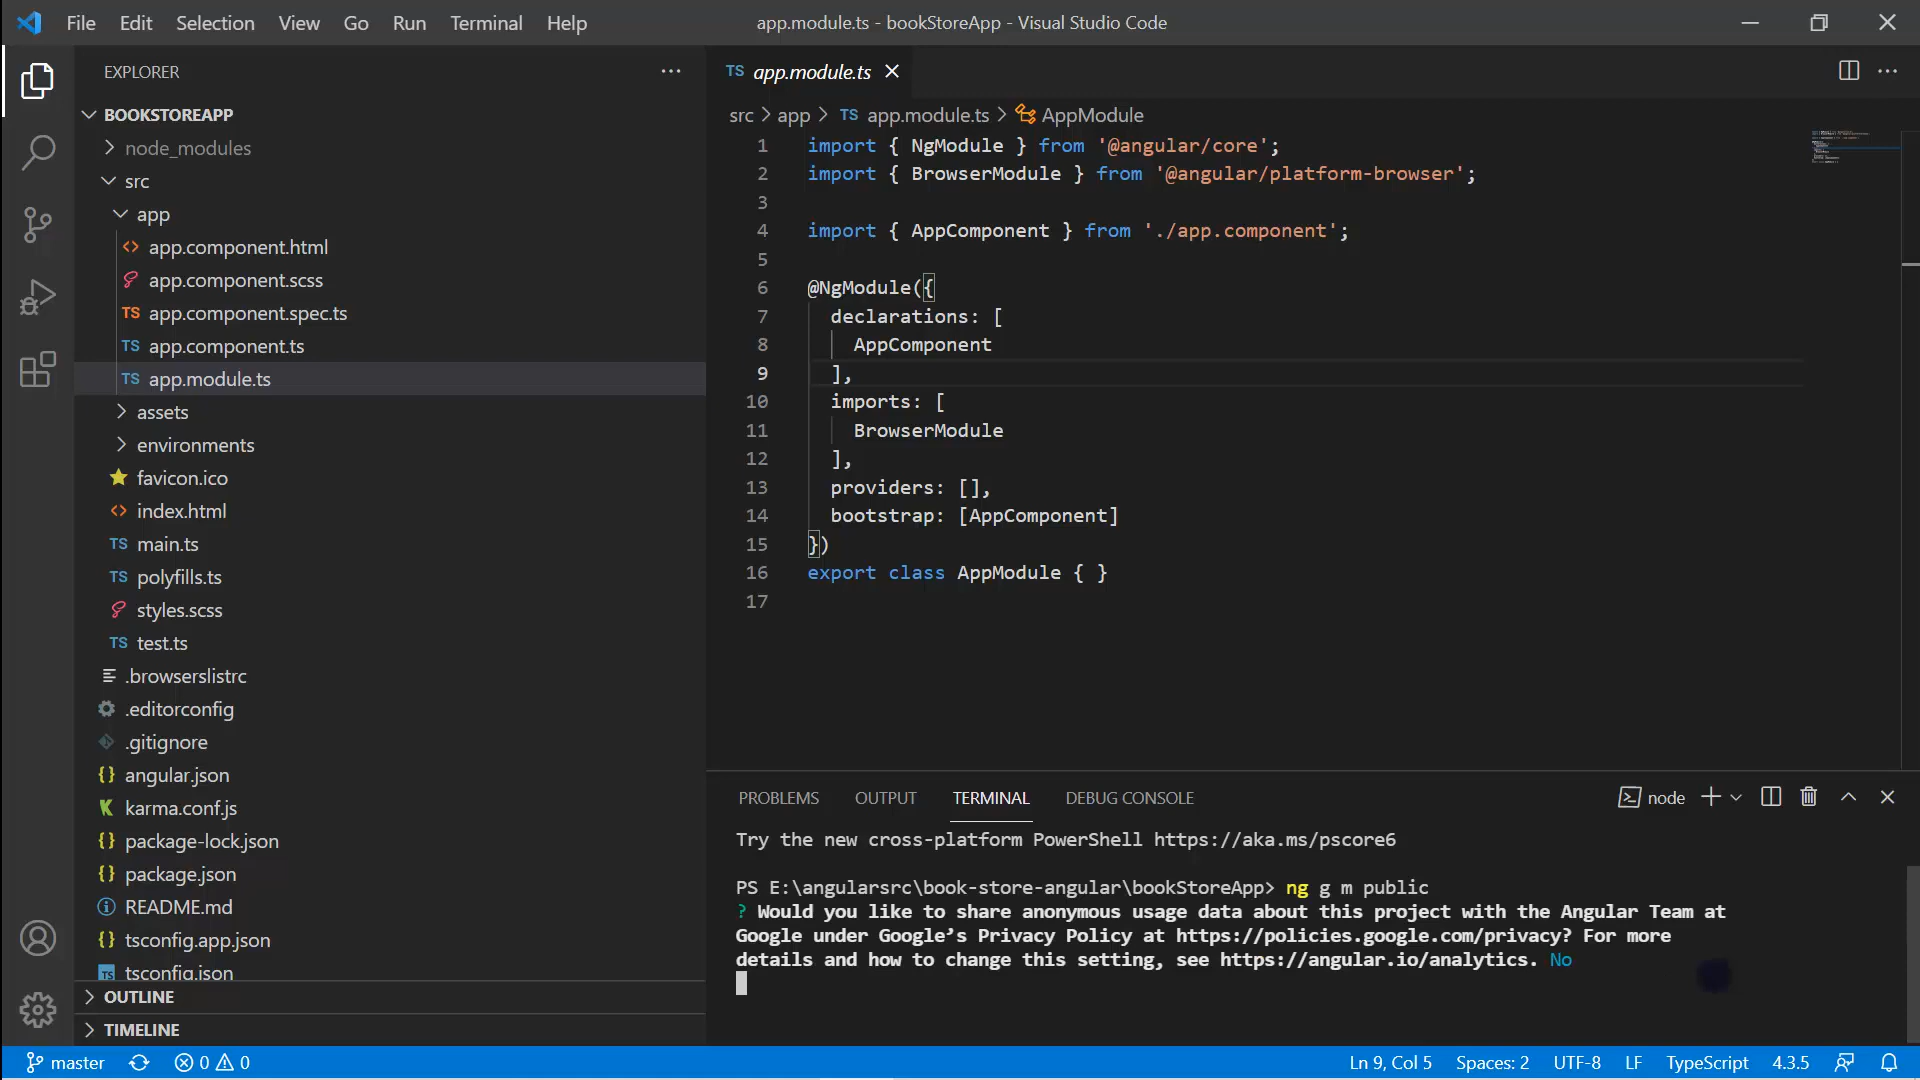 File Edit Selection View Go Run Terminal Help
app.module.ts - bookStoreApp - Visual Studio Code
EXPLORER
BOOKSTOREAPP
node_modules
src
app
<> app.component.html
app.component.scss
TS app.component.spec.ts
TS app.component.ts
TS app.module.ts
assets
environments
favicon.ico
<> index.html
TS main.ts
TS polyfills.ts
styles.scss
TS test.ts
.browserslistrc
.editorconfig
.gitignore
{} angular.json
karma.conf.js
{} package-lock.json
{} package.json
README.md
{} tsconfig.app.json
TS tsconfig.json
OUTLINE
TIMELINE
TS app.module.ts
src > app > TS app.module.ts > AppModule
1 import { NgModule } from '@angular/core';
2 import { BrowserModule } from '@angular/platform-browser';
3
4 import { AppComponent } from './app.component';
5
6 @NgModule({
7 declarations: [
8 AppComponent
9 ],
10 imports: [
11 BrowserModule
12 ],
13 providers: [],
14 bootstrap: [AppComponent]
15 })
16 export class AppModule { }
17
PROBLEMS OUTPUT TERMINAL DEBUG CONSOLE
node
Try the new cross-platform PowerShell https://aka.ms/pscore6
PS E:\angularsrc\book-store-angular\bookStoreApp> ng g m public
? Would you like to share anonymous usage data about this project with the Angular Team at
Google under Google’s Privacy Policy at https://policies.google.com/privacy? For more
details and how to change this setting, see https://angular.io/analytics. No
master 0 0
Ln 9, Col 5 Spaces: 2 UTF-8 LF TypeScript 4.3.5